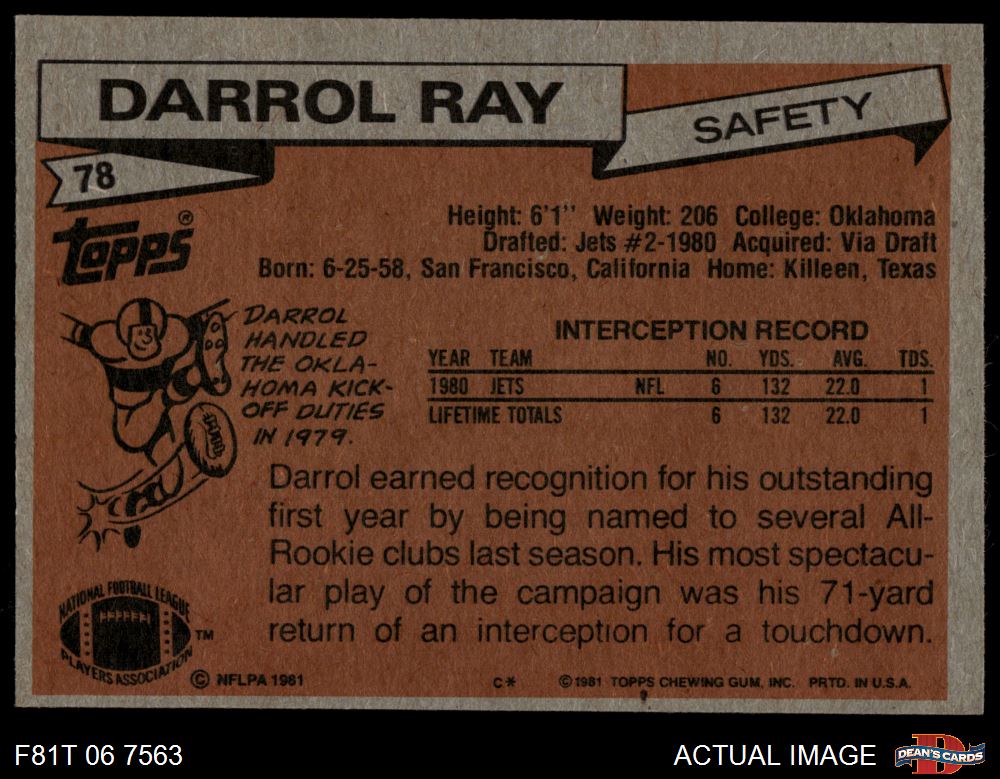 DARROL RAY
SAFETY
78
topps®
Height: 6'1" Weight: 206 College: Oklahoma
Drafted: Jets #2-1980 Acquired: Via Draft
Born: 6-25-58, San Francisco, California Home: Killeen, Texas
DARROL
HANDLED
THE OKLA-
HOMA KICK-
OFF DUTIES
IN 1979.
INTERCEPTION RECORD
YEAR TEAM NO. YDS. AVG. TDS.
1980 JETS NFL 6 132 22.0 1
LIFETIME TOTALS 6 132 22.0 1
Darrol earned recognition for his outstanding
first year by being named to several All-
Rookie clubs last season. His most spectacu-
lar play of the campaign was his 71-yard
return of an interception for a touchdown.
NATIONAL FOOTBALL LEAGUE
PLAYERS ASSOCIATION
TM
© NFLPA 1981
C*
©1981 TOPPS CHEWING GUM, INC. PRTD. IN U.S.A.
F81T 06 7563
ACTUAL IMAGE
D
DEAN'S CARDS